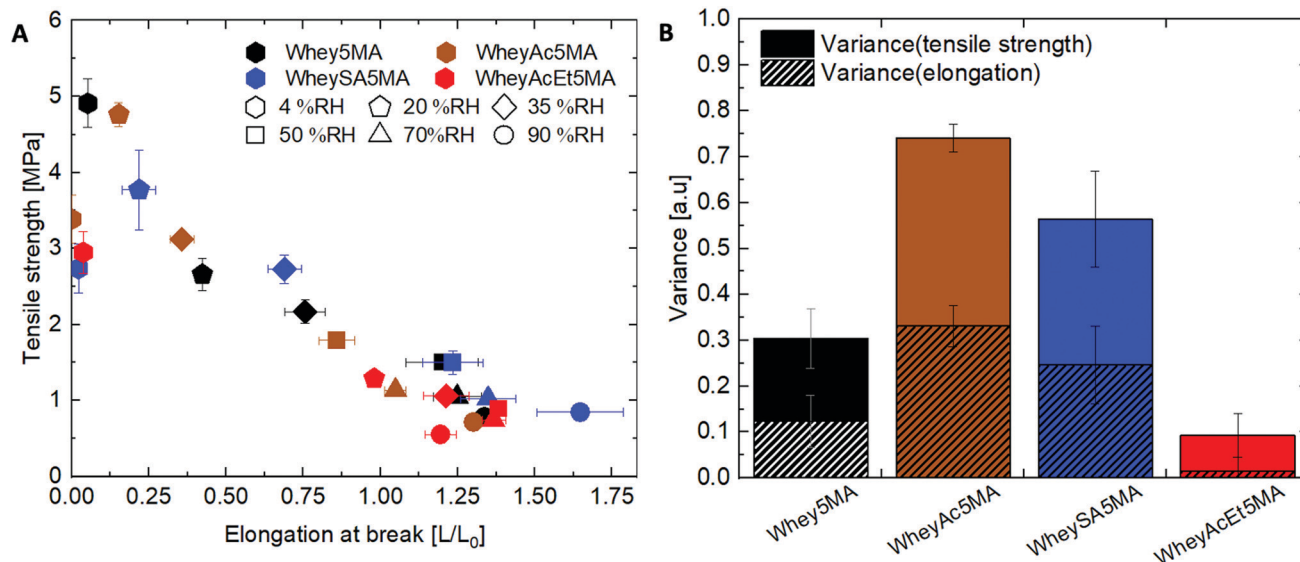 A
Tensile strength [MPa]
6
5
4
3
2
1
0
Whey5MA WheyAc5MA
WheySA5MA WheyAcEt5MA
4 %RH 20 %RH 35 %RH
50 %RH 70%RH 90 %RH
0.00 0.25 0.50 0.75 1.00 1.25 1.50 1.75
Elongation at break [L/L₀]
B
Variance [a.u]
1.0
0.9
0.8
0.7
0.6
0.5
0.4
0.3
0.2
0.1
0.0
Variance(tensile strength)
Variance(elongation)
Whey5MA WheyAc5MA WheySA5MA WheyAcEt5MA